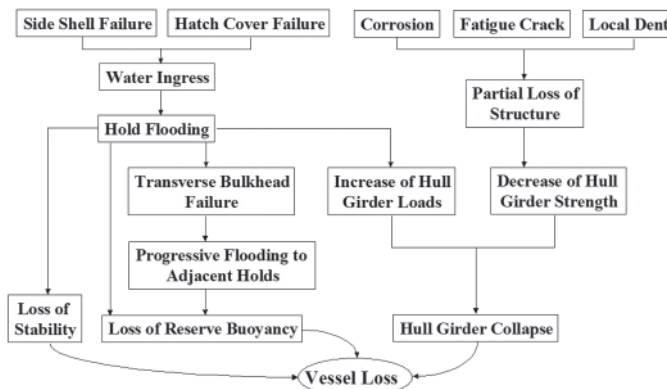 Side Shell Failure
Hatch Cover Failure
Corrosion
Fatigue Crack
Local Dent
Water Ingress
Partial Loss of
Structure
Hold Flooding
Transverse Bulkhead
Failure
Increase of Hull
Girder Loads
Decrease of Hull
Girder Strength
Progressive Flooding to
Adjacent Holds
Loss of
Stability
Loss of Reserve Buoyancy
Hull Girder Collapse
Vessel Loss